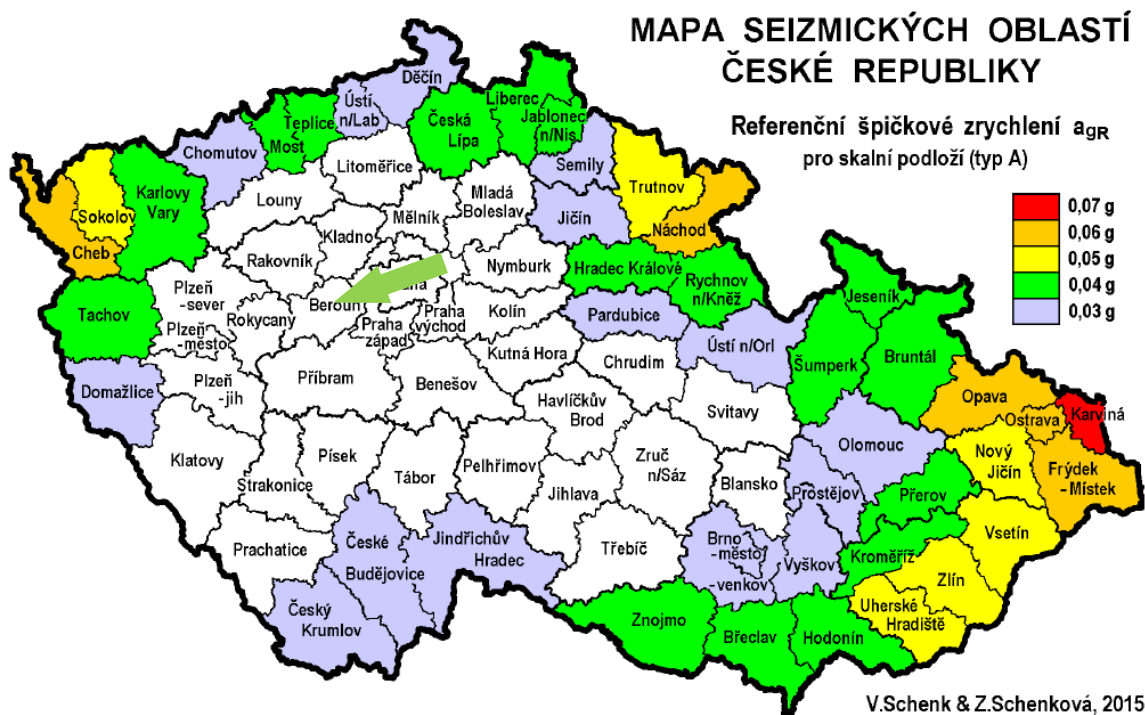 MAPA SEIZMICKÝCH OBLASTÍ
ČESKÉ REPUBLIKY
Referenční špičkové zrychlení agR
pro skalní podloží (typ A)
0,07 g
0,06 g
0,05 g
0,04 g
0,03 g
Děčín
Ústí
n/Lab
Liberec
Jablonec
n/Nis
Teplice
Most
Česká
Lípa
Chomutov
Litoměřice
Semily
Trutnov
Karlovy
Vary
Sokolov
Louny
Mělník
Mladá
Boleslav
Jičín
Náchod
Cheb
Kladno
Rakovník
Nymburk
Hradec Králové
Rychnov
n/Kněž
Plzeň
-sever
Beroun
Tachov
Rokycany
Praha
západ
Praha
východ
Kolín
Pardubice
Jeseník
Plzeň
-město
Kutná Hora
Chrudim
Ústí n/Orl
Šumperk
Bruntál
Domažlice
Plzeň
-jih
Příbram
Benešov
Havlíčkův
Brod
Svitavy
Opava
Ostrava
Karviná
Olomouc
Klatovy
Písek
Strakonice
Tábor
Pelhřimov
Zruč
n/Sáz
Nový
Jičín
Frýdek
-Místek
Jihlava
Blansko
Prostějov
Přerov
Vsetín
Prachatice
České
Budějovice
Jindřichův
Hradec
Třebíč
Brno
-město
-venkov
Vyškov
Kroměříž
Zlín
Český
Krumlov
Znojmo
Břeclav
Hodonín
Uherské
Hradiště
V.Schenk & Z.Schenková, 2015